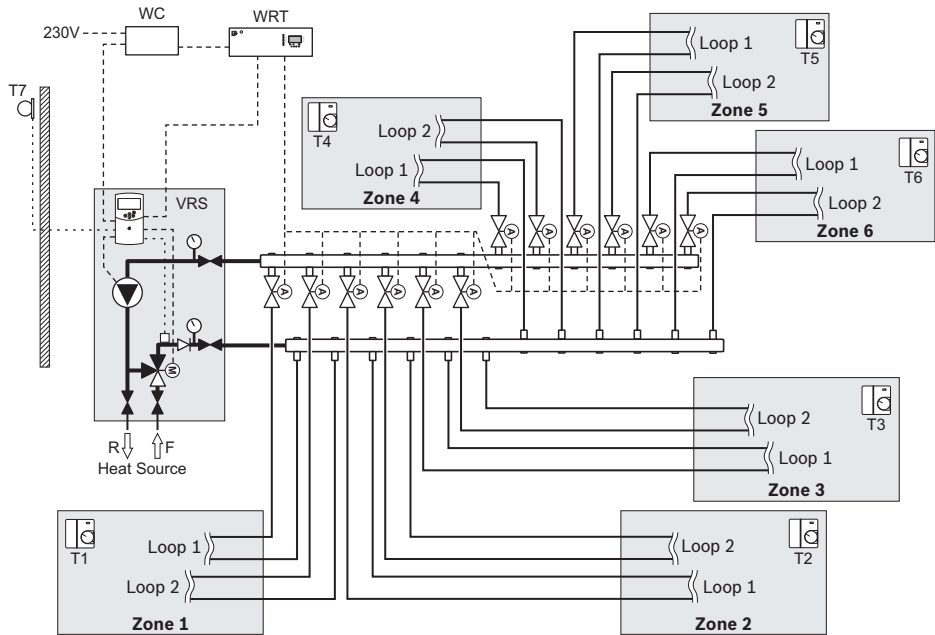 WC
WRT
230V
T7
T5
Loop 1
Loop 2
Zone 5
T4
Loop 2
Loop 1
Zone 4
T6
Loop 1
Loop 2
Zone 6
VRS
A
A
A
A
A
A
A
A
A
A
A
A
M
R
F
Heat Source
T3
Loop 2
Loop 1
Zone 3
T1
Loop 1
Loop 2
Zone 1
T2
Loop 2
Loop 1
Zone 2